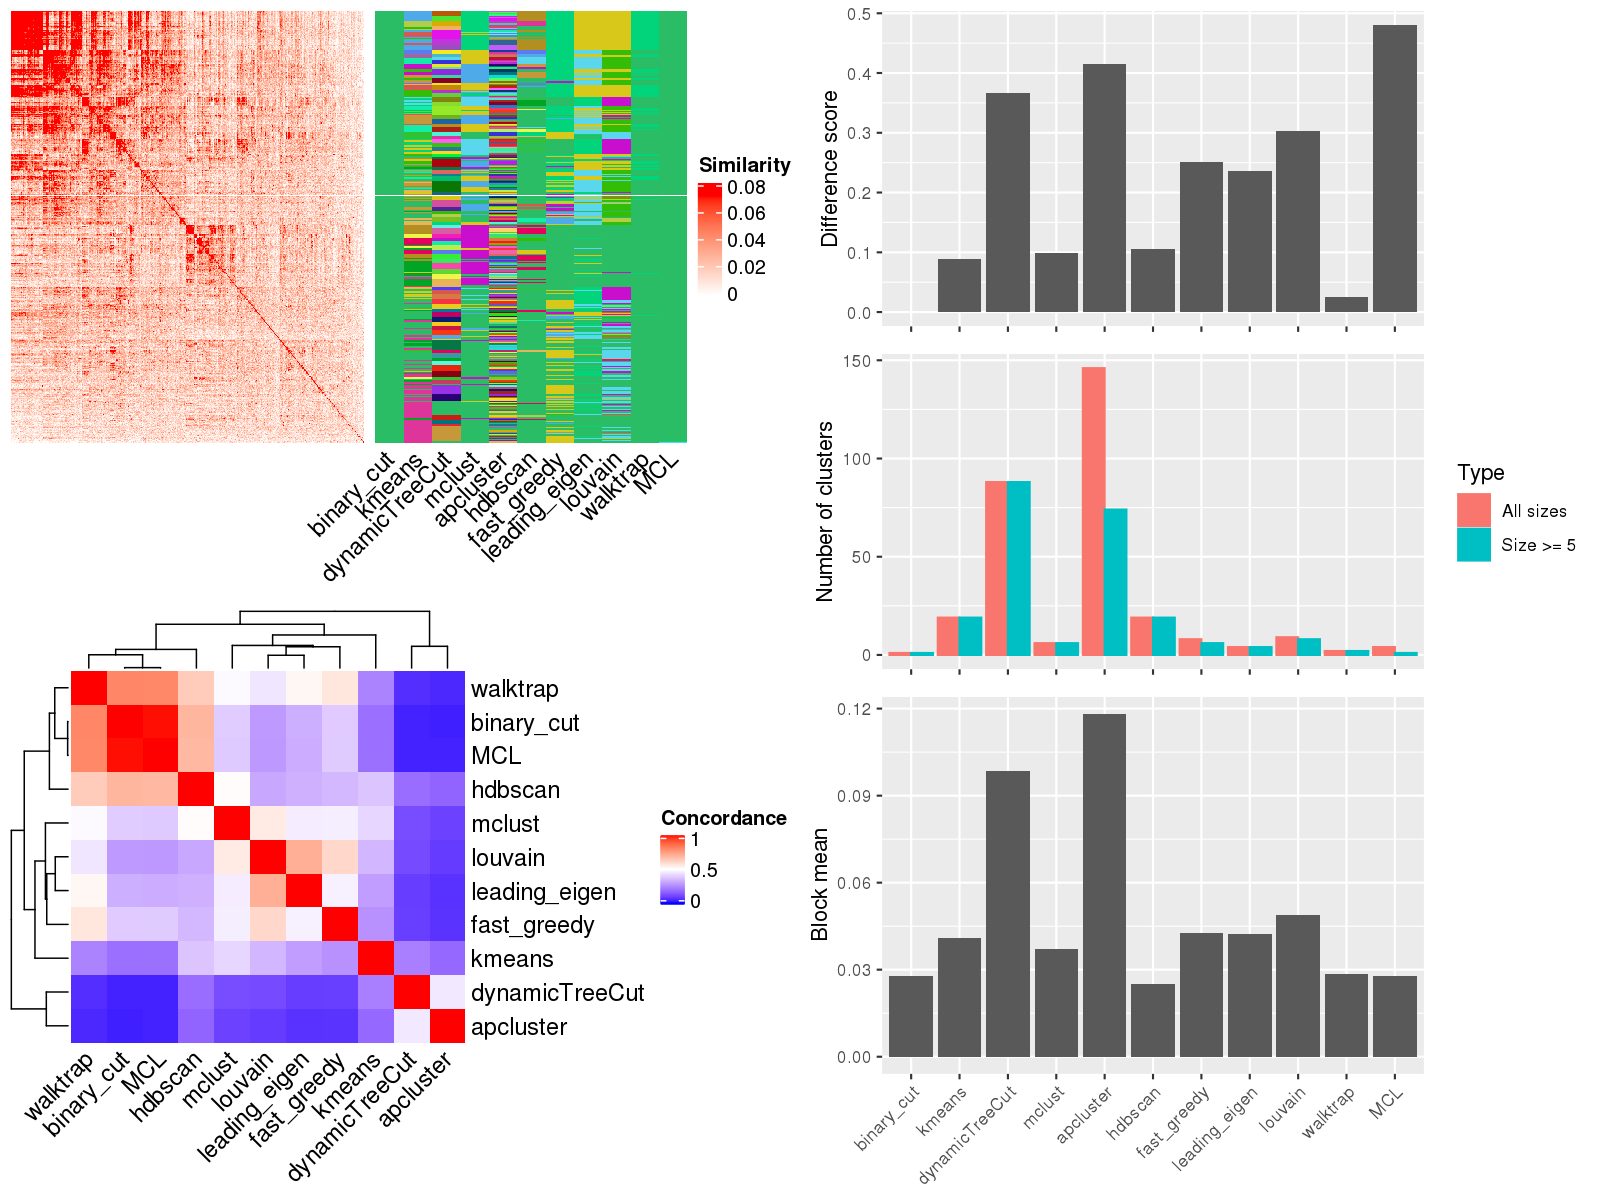 Similarity
0.08
0.06
0.04
0.02
0
binary_cut
kmeans
dynamicTreeCut
mclust
apcluster
hdbscan
fast_greedy
leading_eigen
louvain
walktrap
MCL
walktrap
binary_cut
MCL
hdbscan
mclust
louvain
leading_eigen
fast_greedy
kmeans
dynamicTreeCut
apcluster
walktrap
binary_cut
MCL
hdbscan
mclust
louvain
leading_eigen
fast_greedy
kmeans
dynamicTreeCut
apcluster
Concordance
1
0.5
0
Difference score
0.5
0.4
0.3
0.2
0.1
0.0
Number of clusters
150
100
50
0
Type
All sizes
Size >= 5
Block mean
0.12
0.09
0.06
0.03
0.00
binary_cut
kmeans
dynamicTreeCut
mclust
apcluster
hdbscan
fast_greedy
leading_eigen
louvain
walktrap
MCL